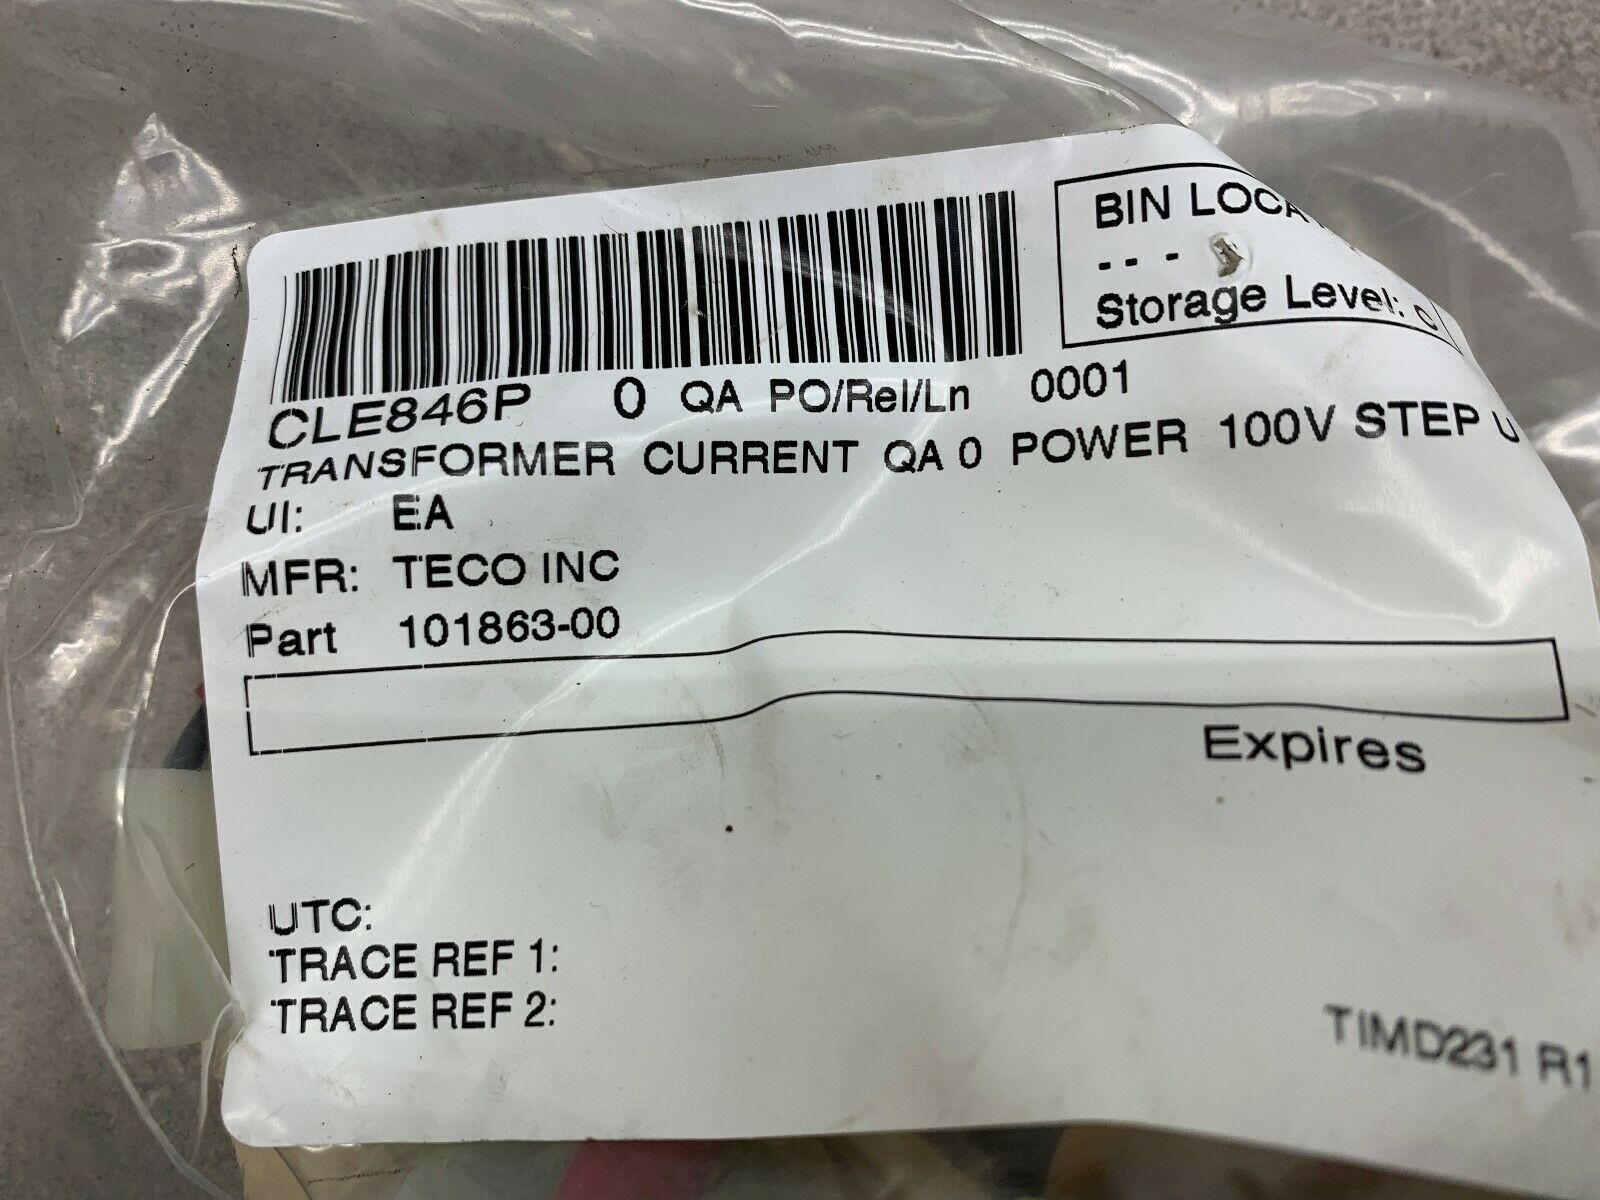 BIN LOCA
-- -
Storage Level: C
CLE846P 0 QA PO/Rel/Ln 0001
TRANSFORMER CURRENT QA 0 POWER 100V STEP U
UI: EA
MFR: TECO INC
Part 101863-00
Expires
UTC:
TRACE REF 1:
TRACE REF 2:
TIMD231 R1